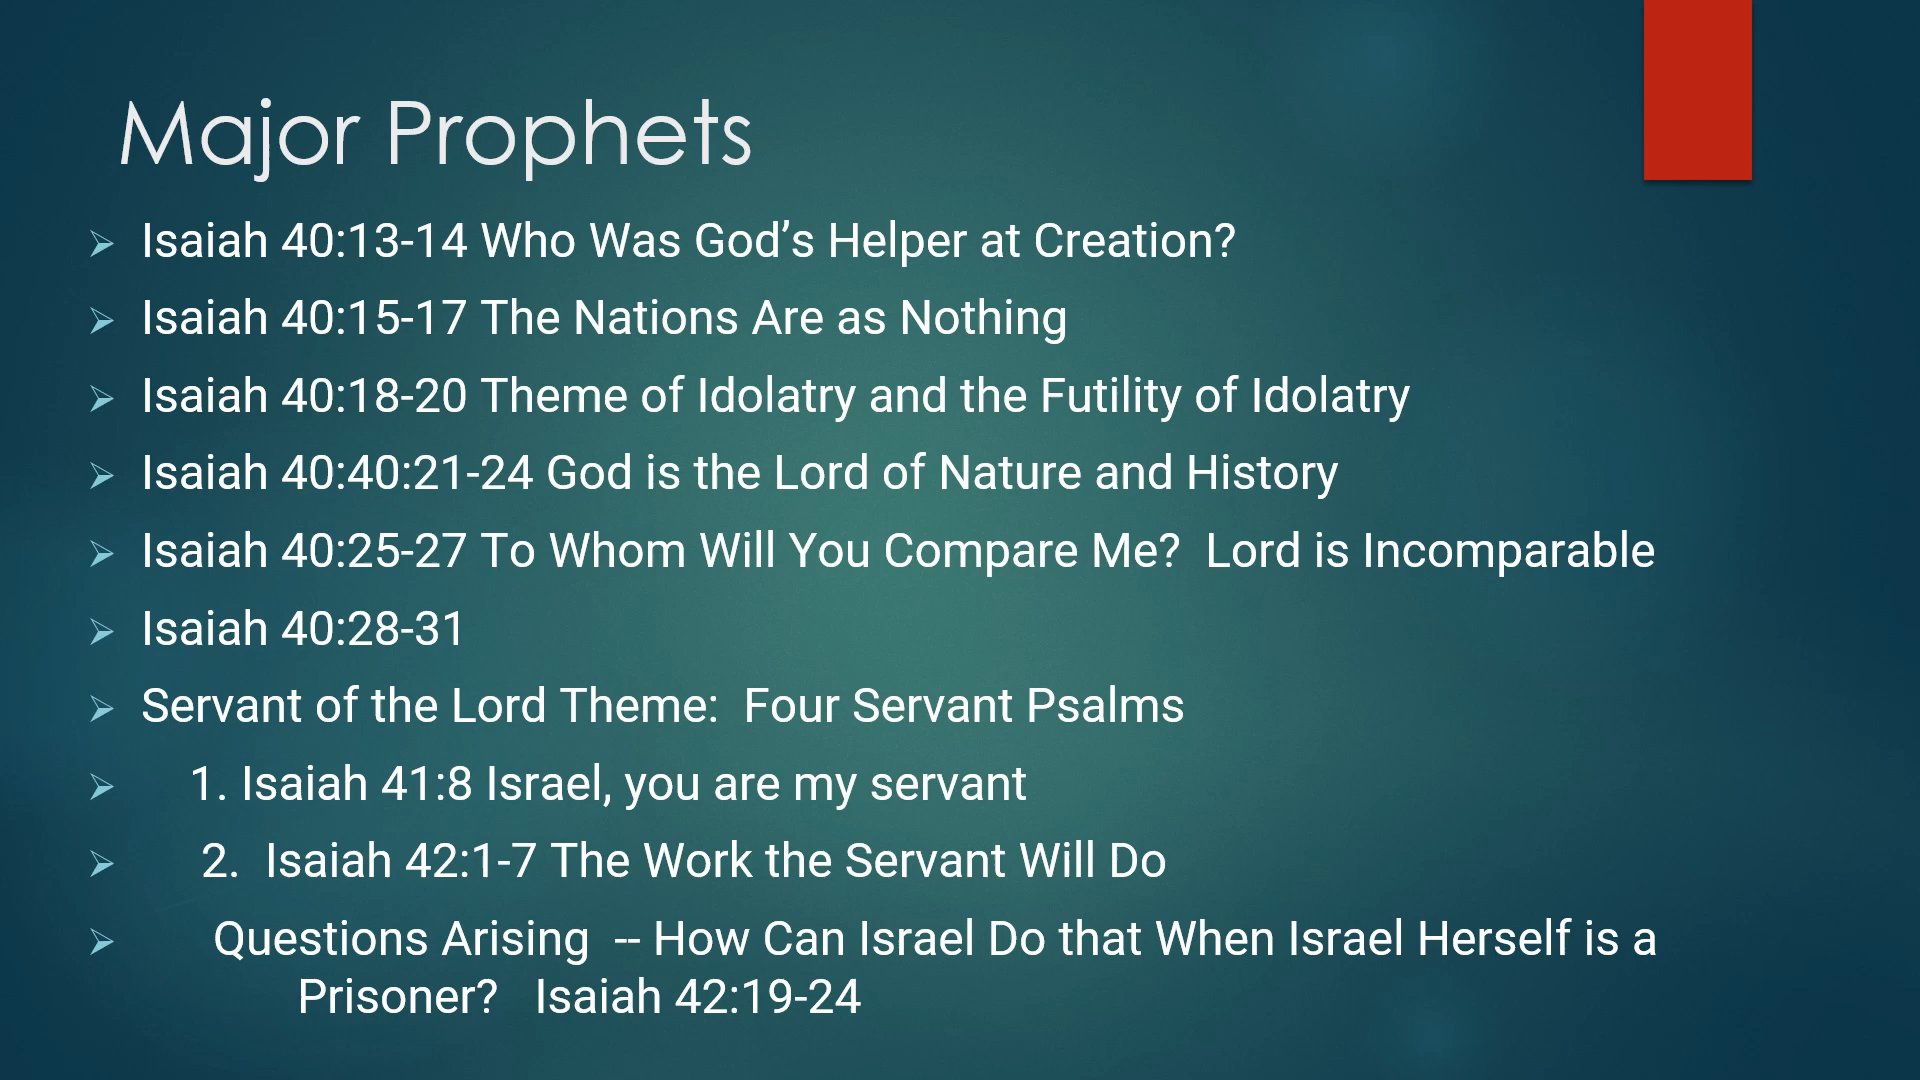 Major Prophets
Isaiah 40:13-14 Who Was God’s Helper at Creation?
Isaiah 40:15-17 The Nations Are as Nothing
Isaiah 40:18-20 Theme of Idolatry and the Futility of Idolatry
Isaiah 40:40:21-24 God is the Lord of Nature and History
Isaiah 40:25-27 To Whom Will You Compare Me?  Lord is Incomparable
Isaiah 40:28-31
Servant of the Lord Theme:  Four Servant Psalms
1. Isaiah 41:8 Israel, you are my servant
2.  Isaiah 42:1-7 The Work the Servant Will Do
Questions Arising  -- How Can Israel Do that When Israel Herself is a
Prisoner?   Isaiah 42:19-24